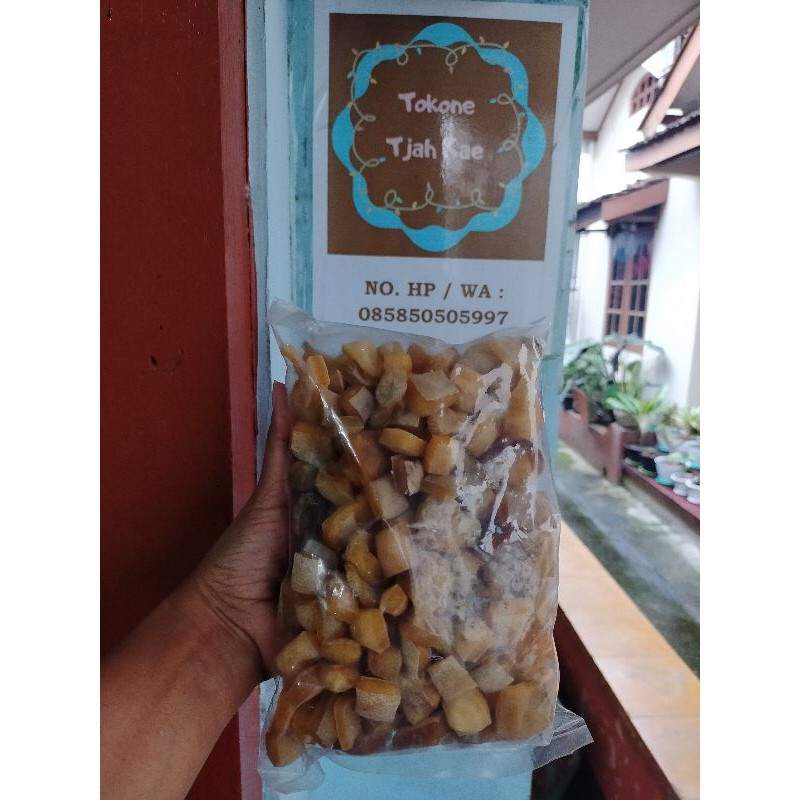 Tokone
Tjah Kae
NO. HP / WA :
085850505997